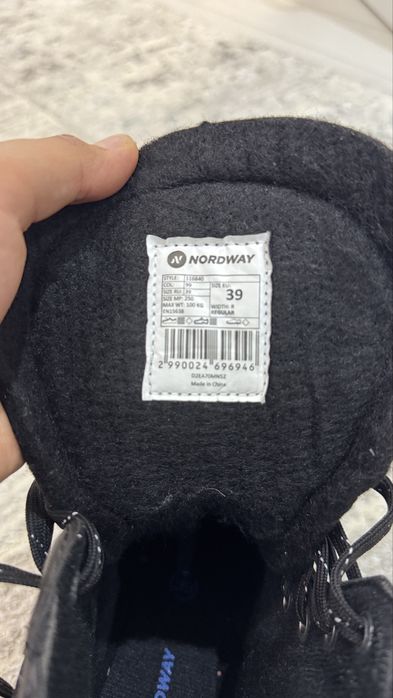 NORDWAY
STYLE: 116840
COL: 99
SIZE RU: 39
SIZE MP: 250
MAX WT: 100 KG
EN15638
SIZE EU:
39
WIDTH: R
REGULAR
2 990024 696946
Made in China
NORDWAY